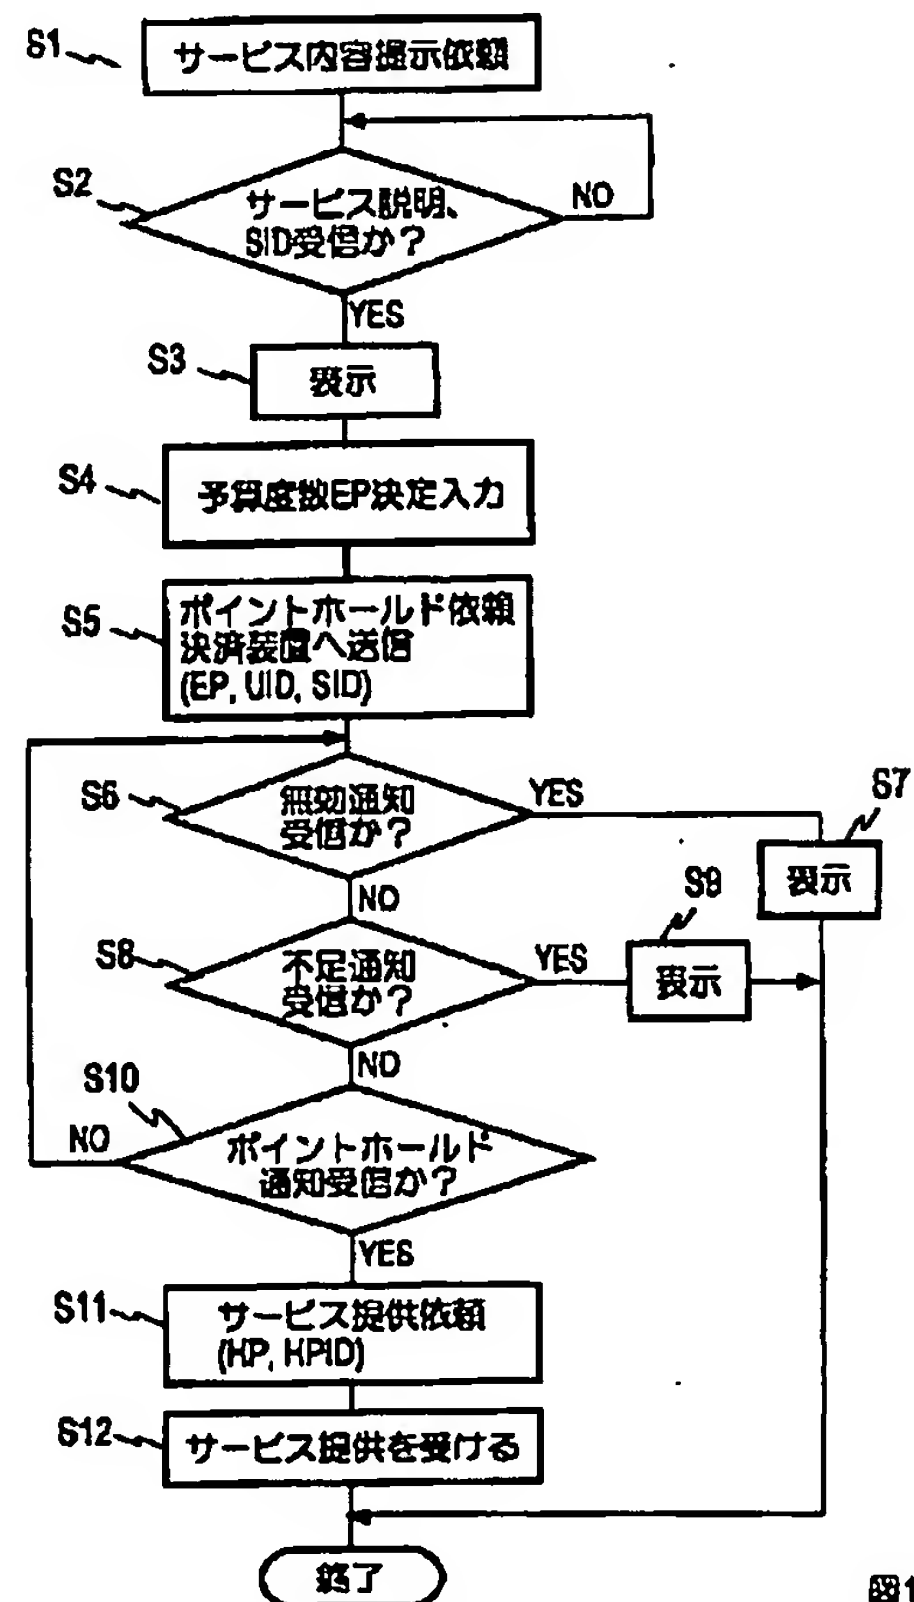 S1
サービス内容提示依頼
S2
サービス説明、
SID受信か?
NO
YES
S3
表示
S4
予算度数EP決定入力
S5
ポイントホールド依頼
決済装置へ送信
(EP, UID, SID)
S6
無効通知
受信か?
YES
S7
表示
NO
S8
不足通知
受信か?
YES
S9
表示
NO
S10
ポイントホールド
通知受信か?
NO
YES
S11
サービス提供依頼
(HP, HPID)
S12
サービス提供を受ける
終了
図1